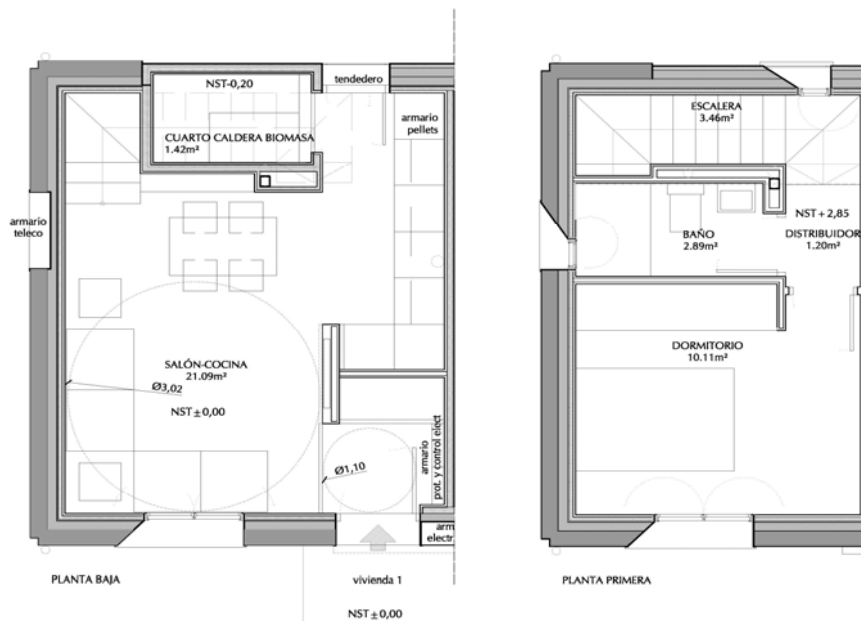 NST-0,20
tendedero
CUARTO CALDERA BIOMASA
1.42m²
armario
pellets
armario
teleco
SALÓN-COCINA
21.09m²
Ø3,02
NST±0,00
Ø1,10
armario
prot. y control elect
arm
electr
PLANTA BAJA
vivienda 1
NST±0,00
ESCALERA
3.46m²
NST+2,85
BAÑO
2.89m²
DISTRIBUIDOR
1.20m²
DORMITORIO
10.11m²
PLANTA PRIMERA